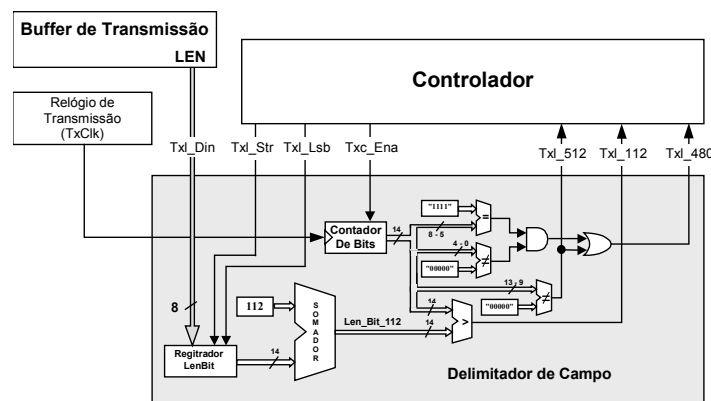 Buffer de Transmissão
LEN
Controlador
Relógio de
Transmissão
(TxClk)
Txl_Din
Txl_Str
Txl_Lsb
Txc_Ena
Txl_512
Txl_112
Txl_480
"1111"
=
Contador
De Bits
14
8 - 5
4 - 0
≠
"00000"
13 - 9
≠
"00000"
14
>
14
8
112
SOMADOR
Len_Bit_112
Regitrador
LenBit
14
Delimitador de Campo